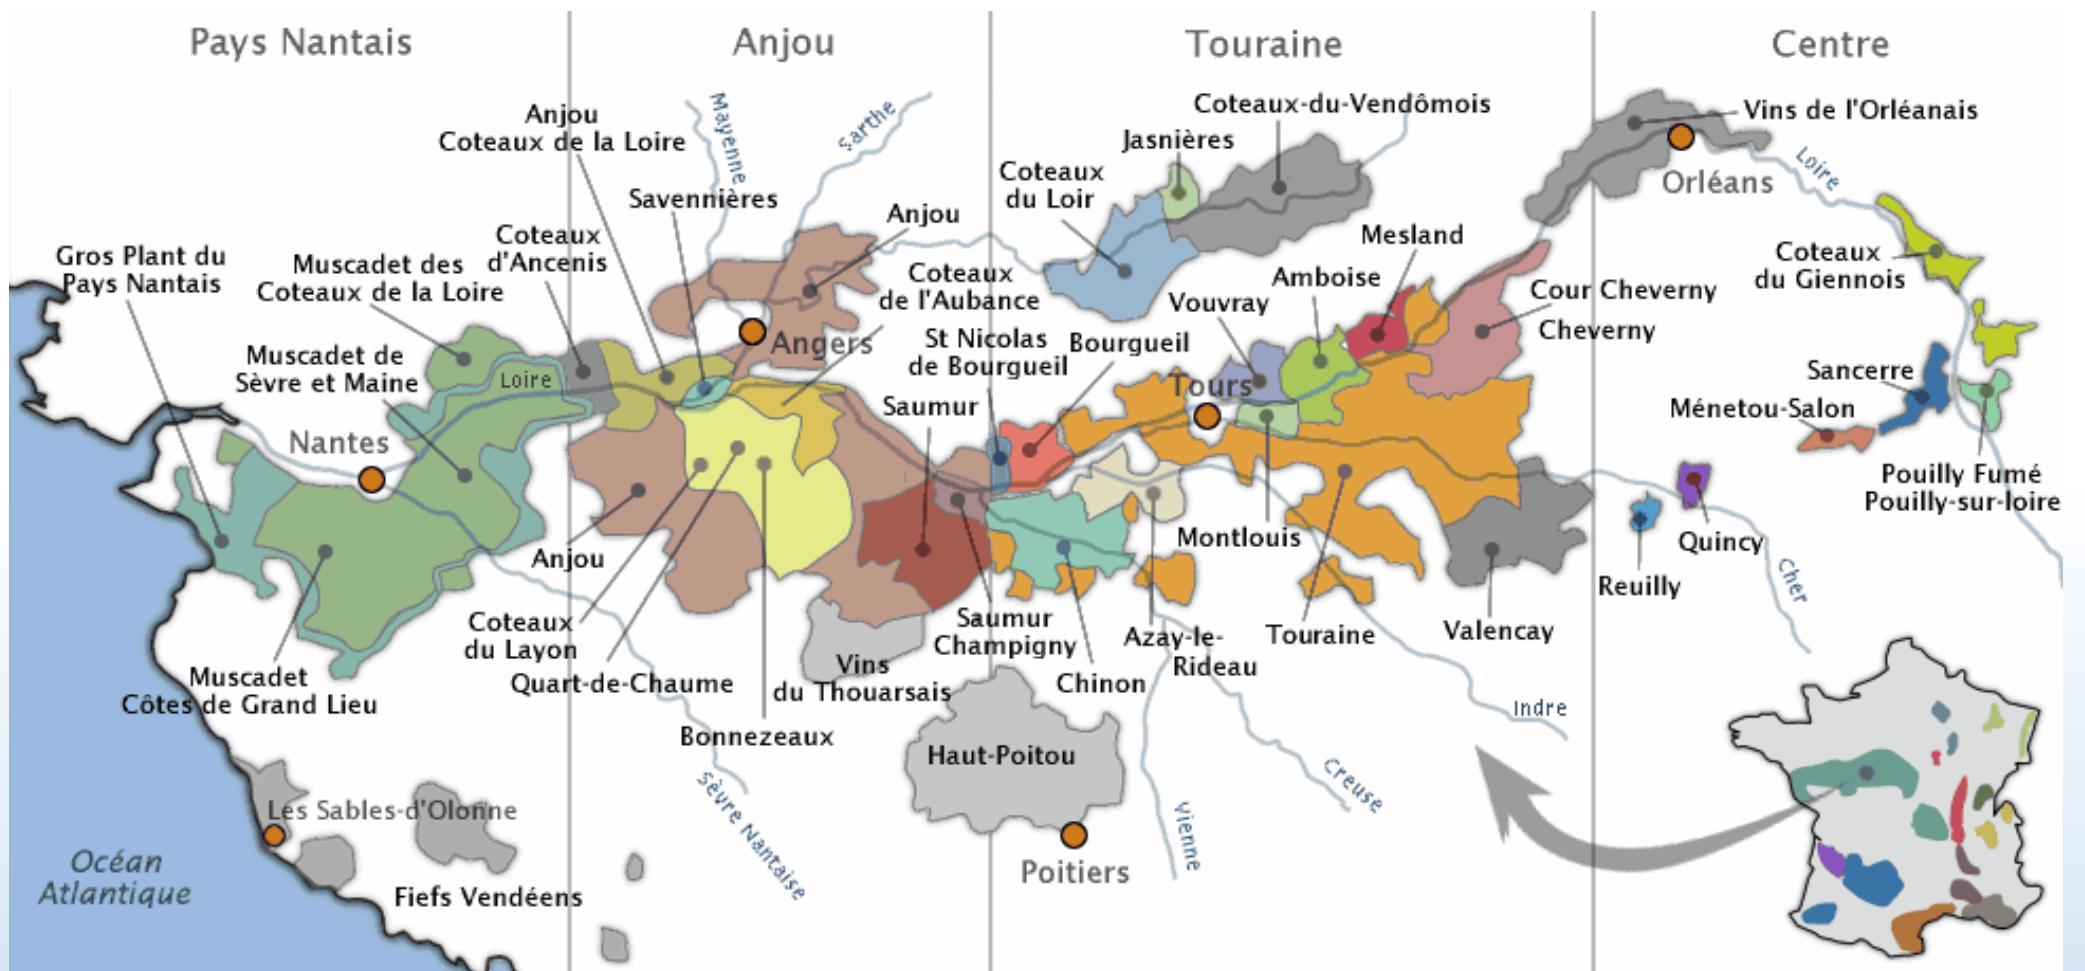 Pays Nantais
Anjou
Touraine
Centre
Anjou
Coteaux de la Loire
Mayenne
Sarthe
Savennières
Anjou
Coteaux
d'Ancenis
Gros Plant du
Pays Nantais
Muscadet des
Coteaux de la Loire
Muscadet de
Sèvre et Maine
Loire
Nantes
Angers
Coteaux
de l'Aubance
St Nicolas
de Bourgueil
Bourgueil
Saumur
Coteaux
du Loir
Jasnières
Coteaux-du-Vendômois
Mesland
Amboise
Vouvray
Tours
Cour Cheverny
Cheverny
Vins de l'Orléanais
Orléans
Loire
Coteaux
du Giennois
Sancerre
Ménetou-Salon
Pouilly Fumé
Pouilly-sur-loire
Quincy
Reuilly
Cher
Montlouis
Touraine
Valencay
Azay-le-
Rideau
Chinon
Saumur
Champigny
Anjou
Coteaux
du Layon
Quart-de-Chaume
Bonnezeaux
Vins
du Thouarsais
Haut-Poitou
Poitiers
Vienne
Creuse
Indre
Muscadet
Côtes de Grand Lieu
Sèvre Nantaise
Les Sables-d'Olonne
Fiefs Vendéens
Océan
Atlantique